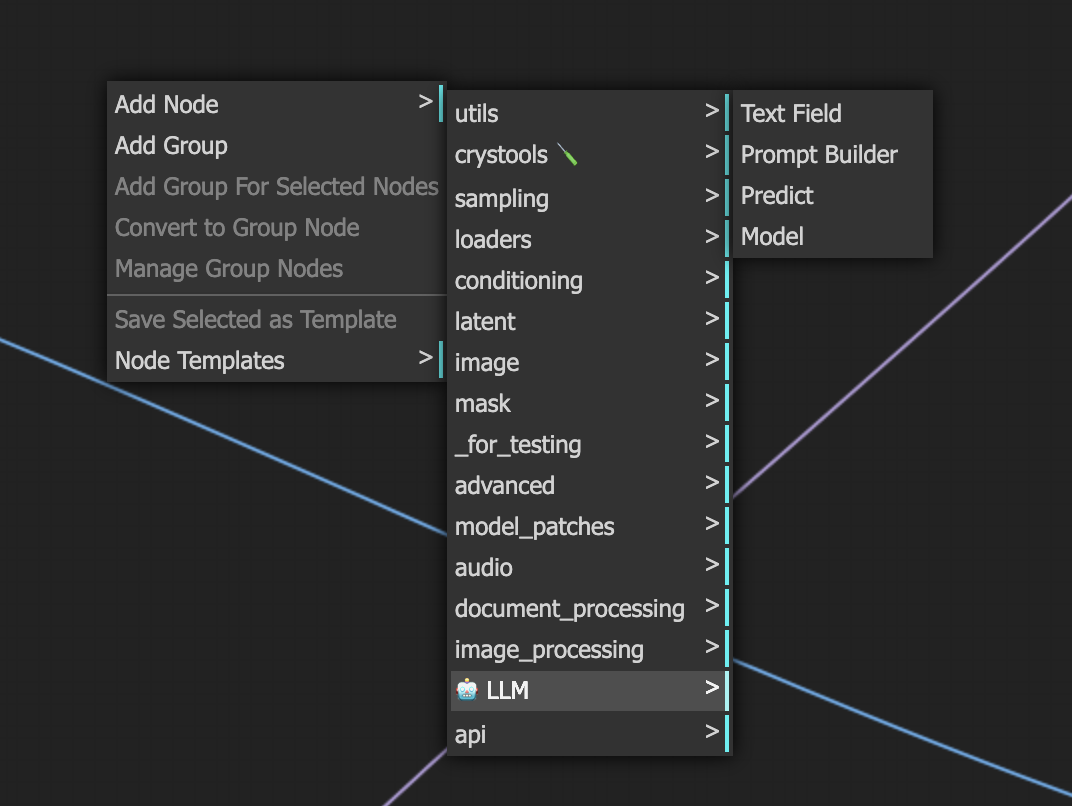 Add Node >
Add Group
Add Group For Selected Nodes
Convert to Group Node
Manage Group Nodes
Save Selected as Template
Node Templates >
utils >
crystools >
sampling >
loaders >
conditioning >
latent >
image >
mask >
_for_testing >
advanced >
model_patches >
audio >
document_processing >
image_processing >
🤖 LLM >
api >
Text Field
Prompt Builder
Predict
Model